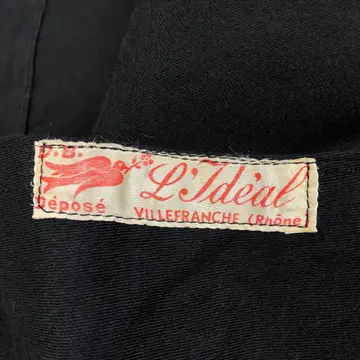 D.B.
L'Idéal
Déposé
VILLEFRANCHE (Rhône)